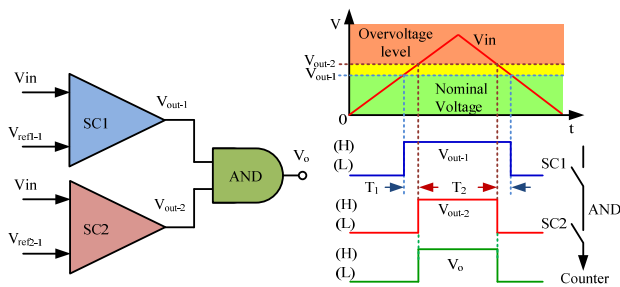 Vin
Vref1-1
SC1
Vout-1
Vin
Vref2-1
SC2
Vout-2
AND
Vo
V
Overvoltage
level
Vin
Vout-2
Vout-1
Nominal
Voltage
0
t
(H)
(L)
Vout-1
T1
T2
(H)
(L)
Vout-2
(H)
(L)
Vo
SC1
AND
SC2
Counter